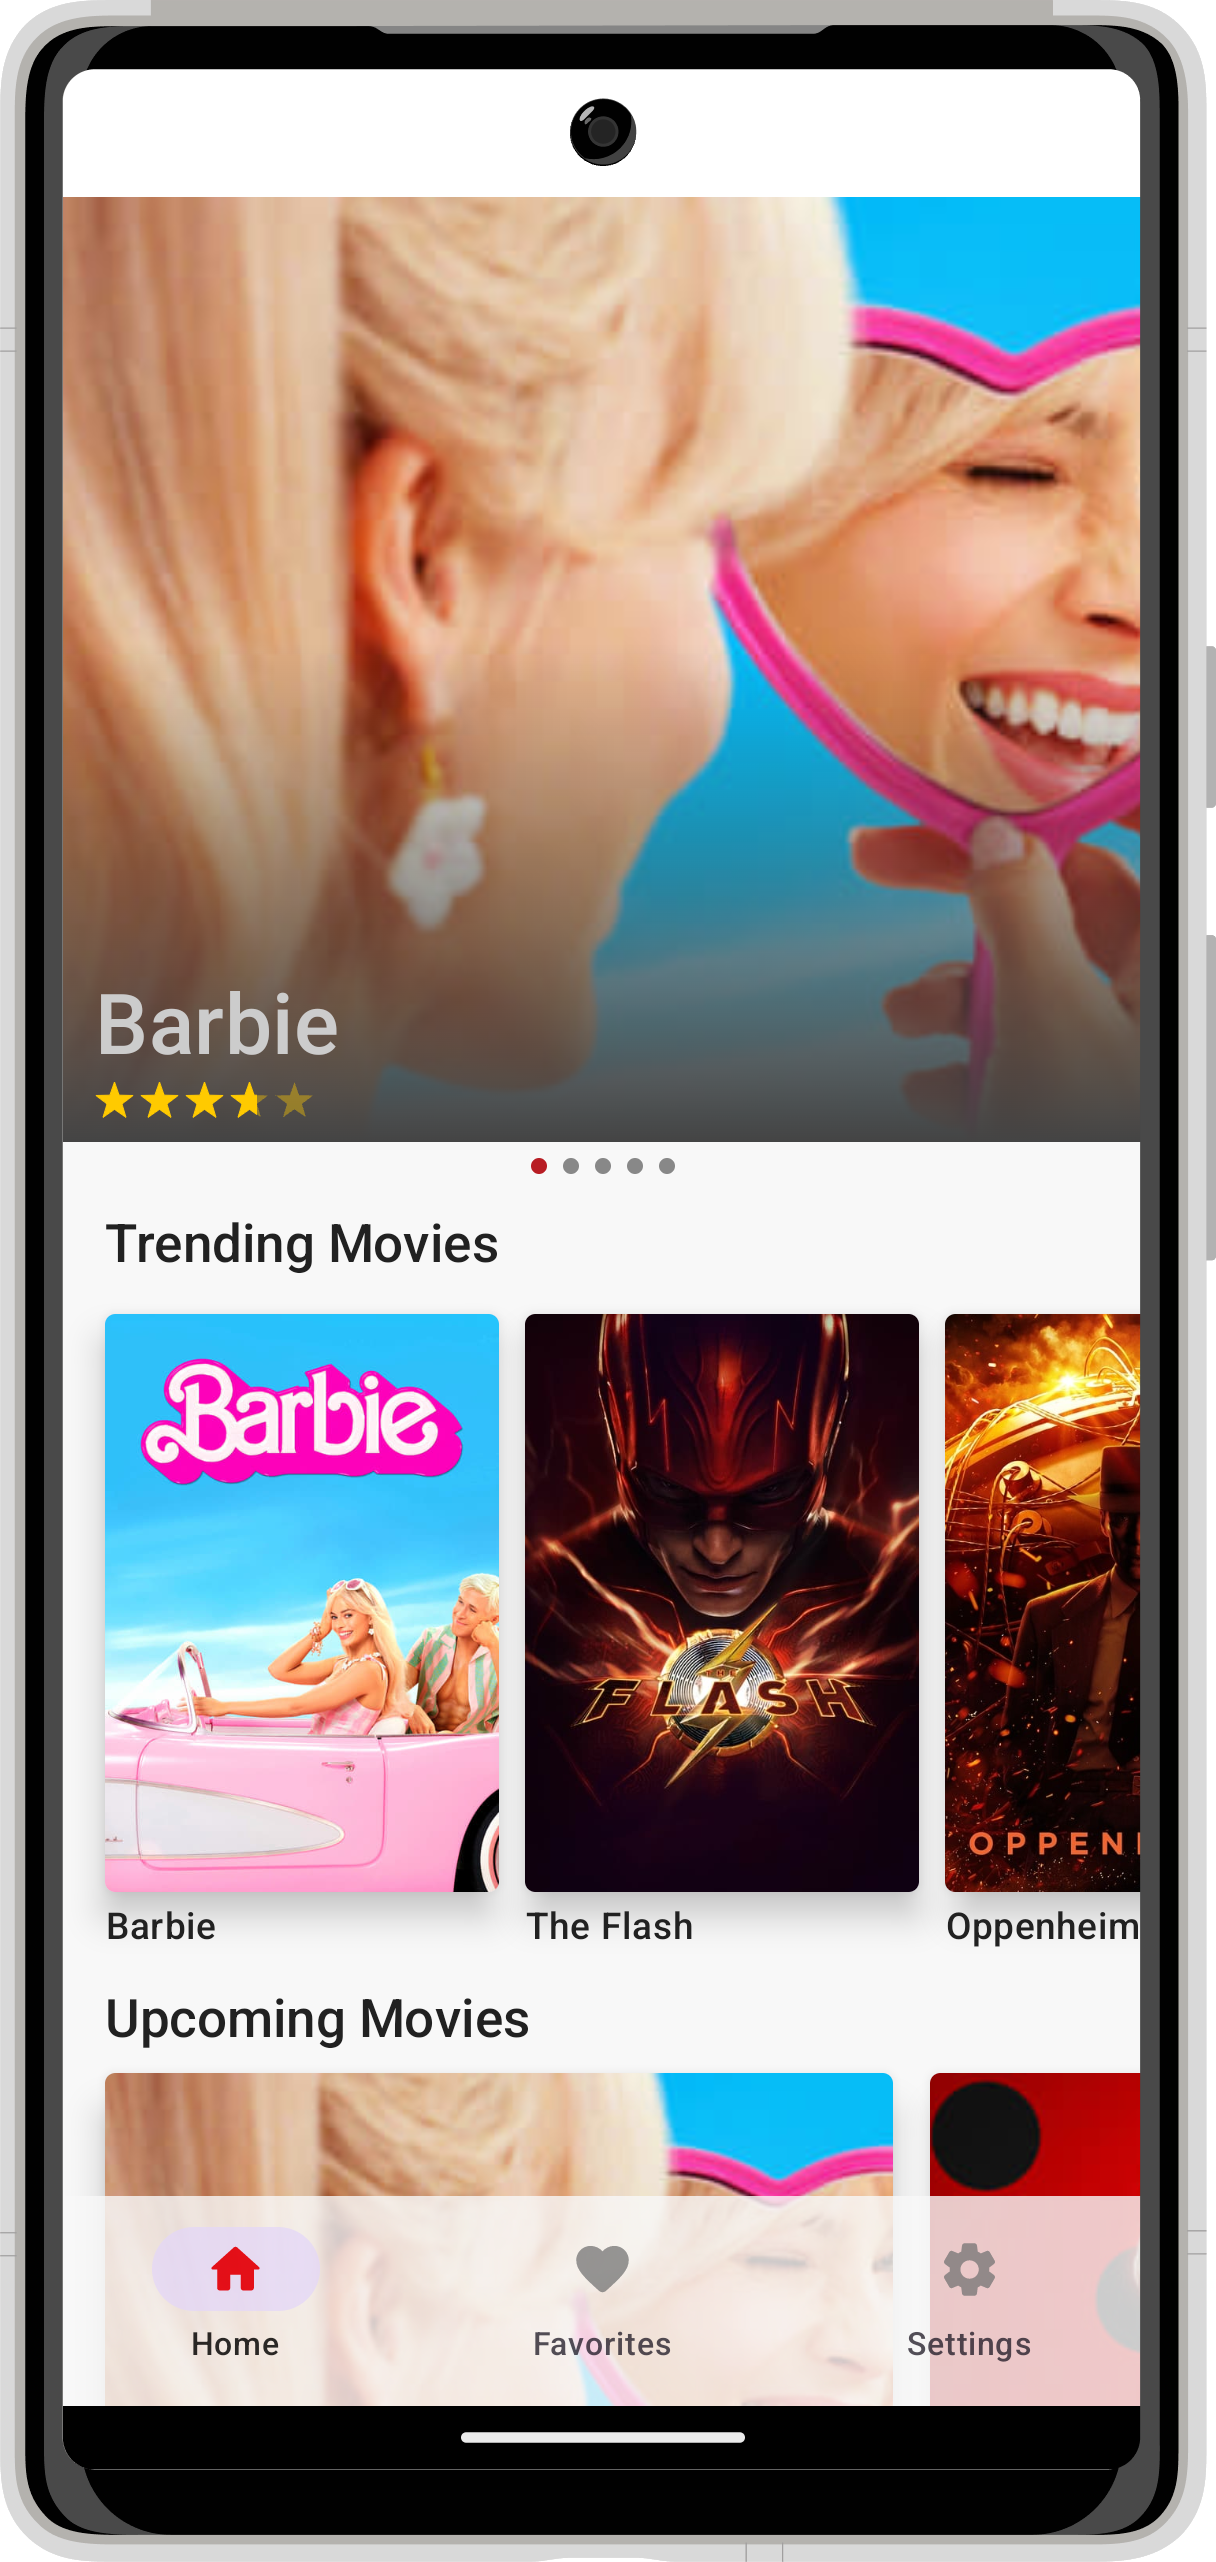 Barbie
Trending Movies
Barbie
THE
FLASH
OPPEN
Barbie
The Flash
Oppenheim
Upcoming Movies
Home
Favorites
Settings